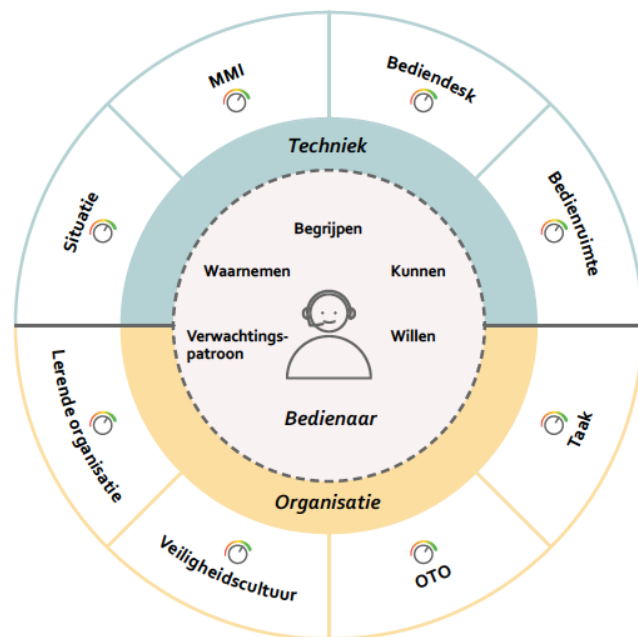 MMI
Bediendesk
Situatie
Bedienruimte
Techniek
Begrijpen
Waarnemen
Kunnen
Verwachtings-
patroon
Willen
Bedienaar
Organisatie
Lerende organisatie
Taak
Veiligheidscultuur
OTO